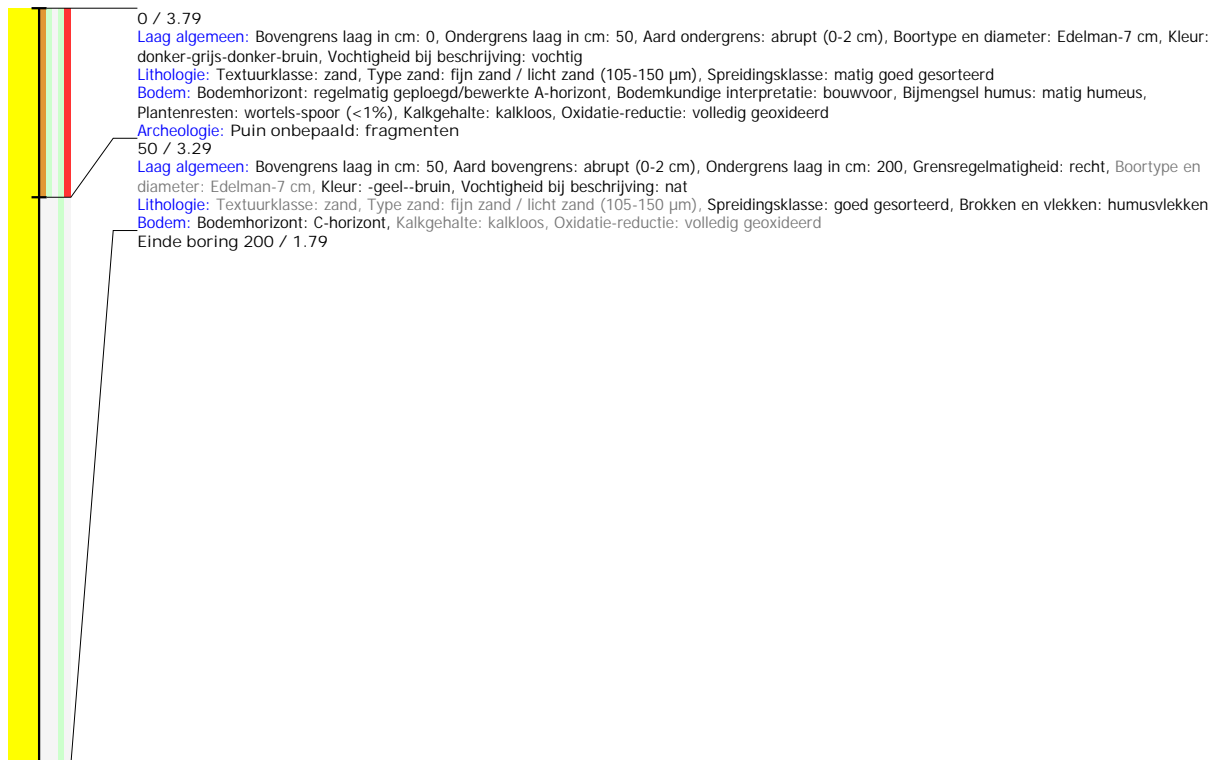 0 / 3.79
Laag algemeen: Bovengrens laag in cm: 0, Ondergrens laag in cm: 50, Aard ondergrens: abrupt (0-2 cm), Boortype en diameter: Edelman-7 cm, Kleur:
donker-grijs-donker-bruin, Vochtigheid bij beschrijving: vochtig
Lithologie: Textuurklasse: zand, Type zand: fijn zand / licht zand (105-150 µm), Spreidingsklasse: matig goed gesorteerd
Bodem: Bodemhorizont: regelmatig geploegd/bewerkte A-horizont, Bodemkundige interpretatie: bouwvoor, Bijmengsel humus: matig humeus,
Plantenresten: wortels-spoor (<1%), Kalkgehalte: kalkloos, Oxidatie-reductie: volledig geoxideerd
Archeologie: Puin onbepaald: fragmenten
50 / 3.29
Laag algemeen: Bovengrens laag in cm: 50, Aard bovengrens: abrupt (0-2 cm), Ondergrens laag in cm: 200, Grensregelmatigheid: recht, Boortype en
diameter: Edelman-7 cm, Kleur: -geel--bruin, Vochtigheid bij beschrijving: nat
Lithologie: Textuurklasse: zand, Type zand: fijn zand / licht zand (105-150 µm), Spreidingsklasse: goed gesorteerd, Brokken en vlekken: humusvlekken
Bodem: Bodemhorizont: C-horizont, Kalkgehalte: kalkloos, Oxidatie-reductie: volledig geoxideerd
Einde boring 200 / 1.79